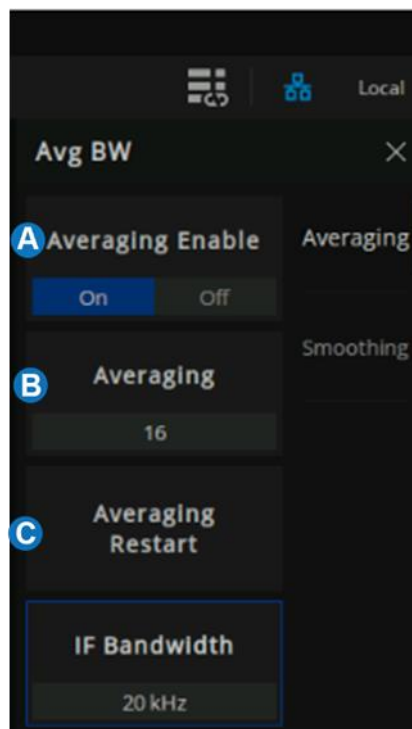 Local
Avg BW
A Averaging Enable
On Off
B Averaging
16
C Averaging
Restart
IF Bandwidth
20 kHz
Averaging
Smoothing